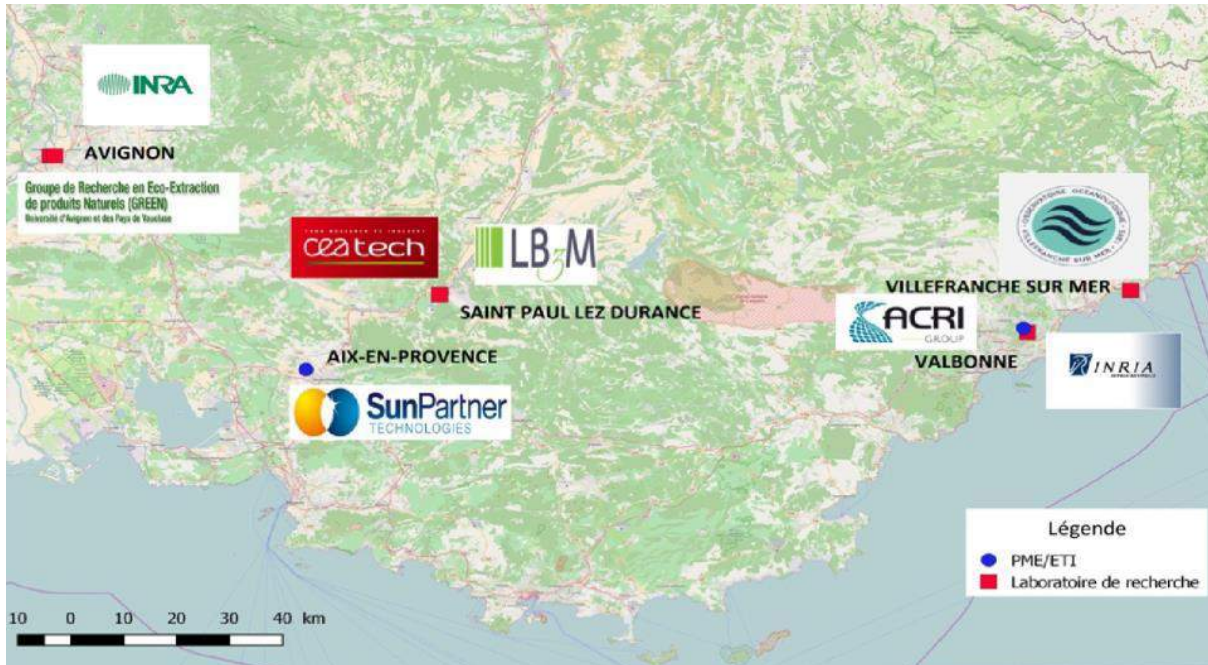 INRA
AVIGNON
Groupe de Recherche en Eco-Extraction
de produits Naturels (GREEN)
Université d'Avignon et des Pays de Vaucluse
ceatech
LB3M
SAINT PAUL LEZ DURANCE
AIX-EN-PROVENCE
SunPartner
TECHNOLOGIES
VILLEFRANCHE SUR MER
ACRI
GROUP
VALBONNE
INRIA
Légende
PME/ETI
Laboratoire de recherche
10 0 10 20 30 40 km